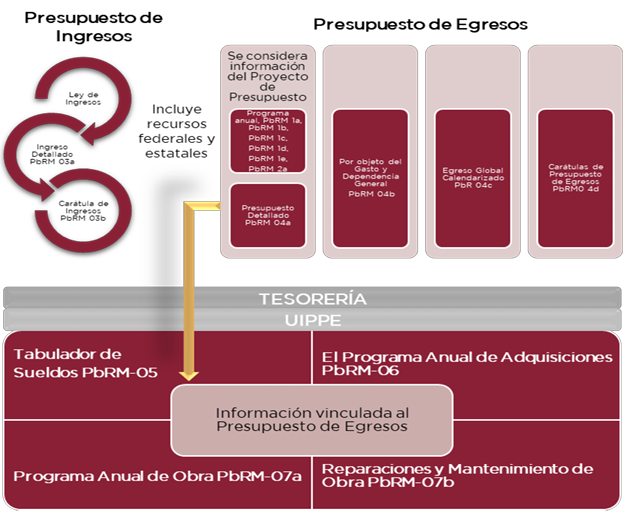 Presupuesto de
Ingresos
Ley de
Ingresos
Ingreso
Detallado
PbRM 03a
Carátula de
Ingresos
PbRM 03b
Incluye
recursos
federales y
estatales
Presupuesto de Egresos
Se considera
información
del Proyecto de
Presupuesto
Programa
anual, PbRM 1a,
PbRM 1b,
PbRM 1c,
PbRM 1d,
PbRM 1e,
PbRM 2a
Presupuesto
Detallado
PbRM 04a
Por objeto del
Gasto y
Dependencia
General
PbRM 04b
Egreso Global
Calendarizado
PbR 04c
Carátulas de
Presupuesto
de Egresos
PbRM0 4d
TESORERÍA
UIPPE
Tabulador de
Sueldos PbRM-05
El Programa Anual de Adquisiciones
PbRM-06
Información vinculada al
Presupuesto de Egresos
Programa Anual de Obra PbRM-07a
Reparaciones y Mantenimiento de
Obra PbRM-07b